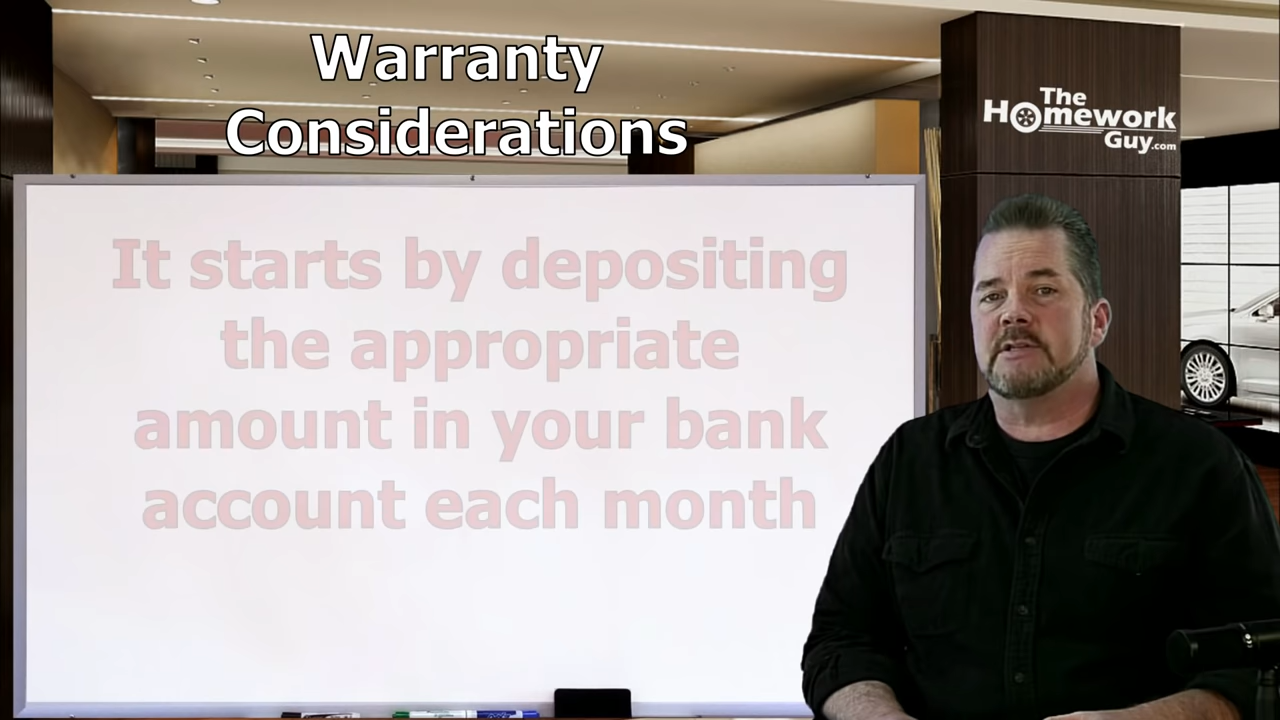 Warranty
Considerations
The
Homework
Guy.com
It starts by depositing
the appropriate
amount in your bank
account each month